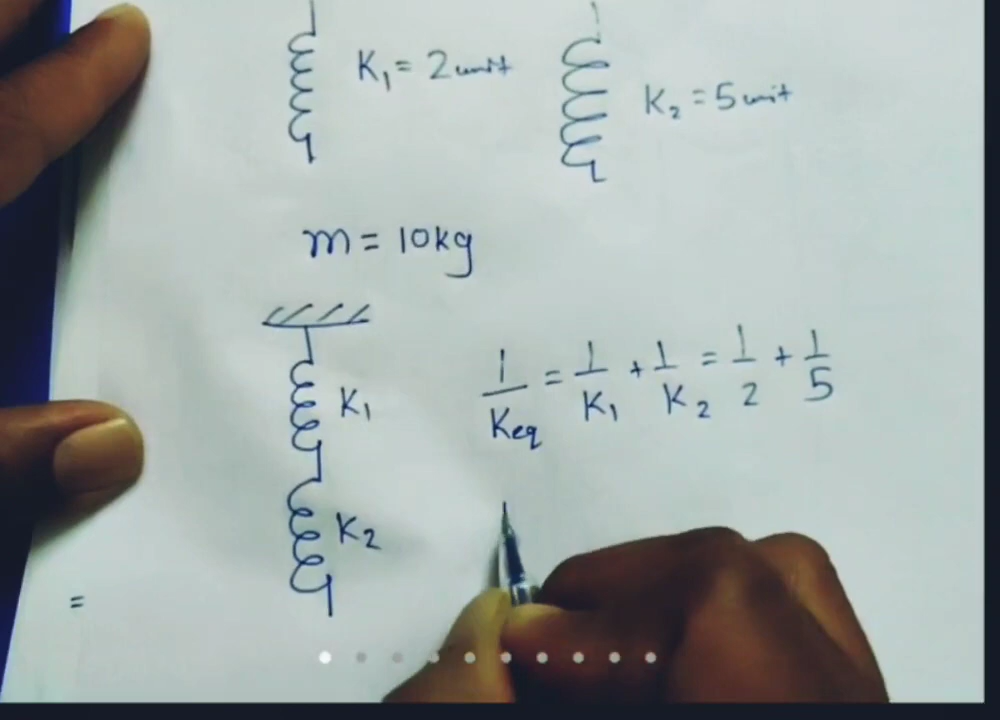 K₁ = 2 unit
K₂ = 5 unit
m = 10kg
K₁
1/Keq = 1/K₁ + 1/K₂ = 1/2 + 1/5
K₂
=